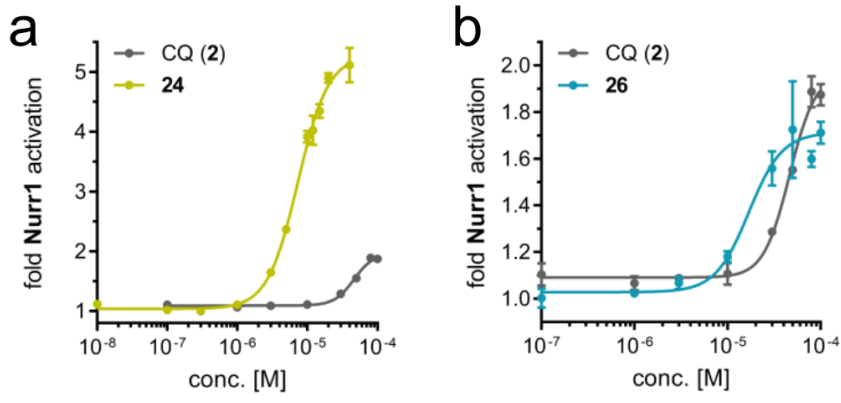 a
CQ (2)
24
5
4
3
2
1
fold Nurr1 activation
10⁻⁸ 10⁻⁷ 10⁻⁶ 10⁻⁵ 10⁻⁴
conc. [M]
b
CQ (2)
26
2.0
1.8
1.6
1.4
1.2
1.0
fold Nurr1 activation
10⁻⁷ 10⁻⁶ 10⁻⁵ 10⁻⁴
conc. [M]